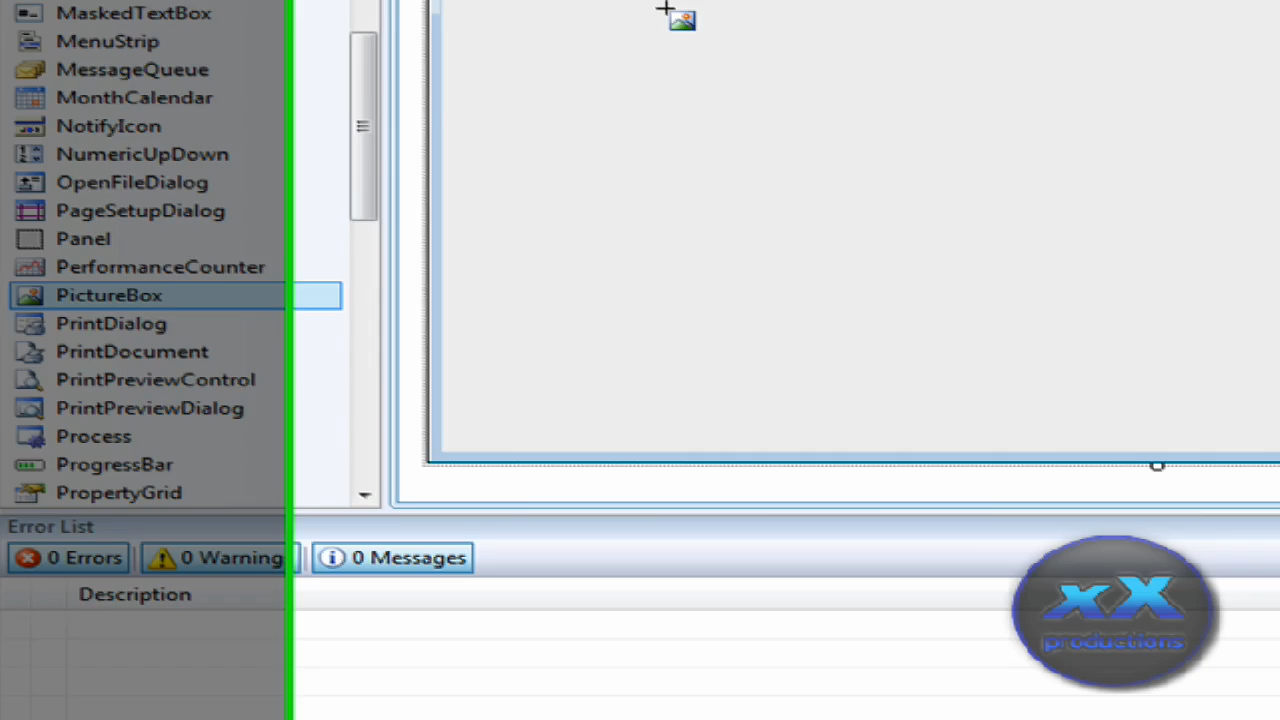 MaskedTextBox
MenuStrip
MessageQueue
MonthCalendar
NotifyIcon
NumericUpDown
OpenFileDialog
PageSetupDialog
Panel
PerformanceCounter
PictureBox
PrintDialog
PrintDocument
PrintPreviewControl
PrintPreviewDialog
Process
ProgressBar
PropertyGrid
Error List
0 Errors
0 Warning
0 Messages
Description
xX
productions